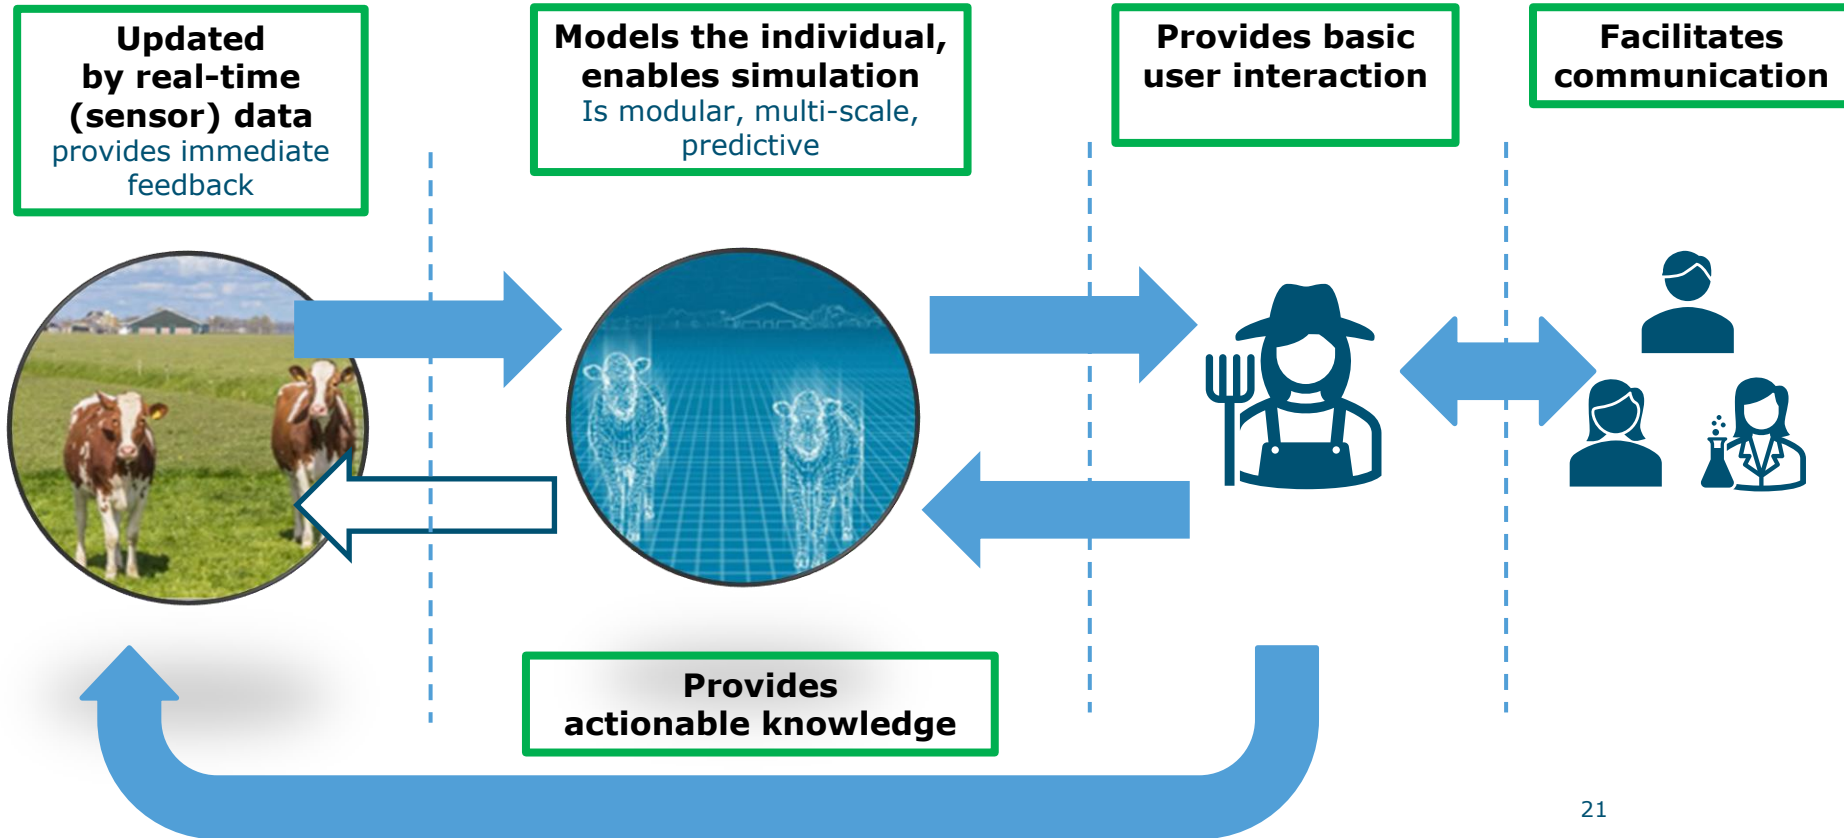 Updated
by real-time
(sensor) data
provides immediate
feedback
Models the individual,
enables simulation
Is modular, multi-scale,
predictive
Provides basic
user interaction
Facilitates
communication
Provides
actionable knowledge
21